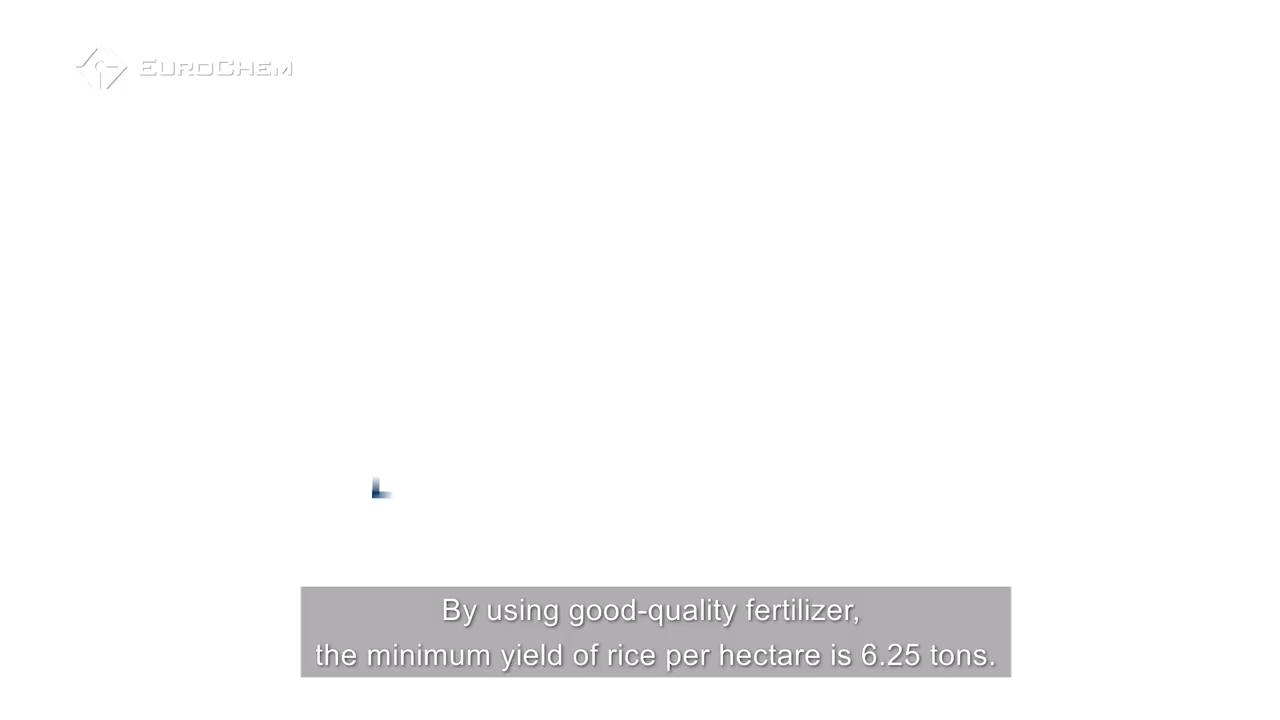 EUROCHEM
By using good-quality fertilizer,
the minimum yield of rice per hectare is 6.25 tons.